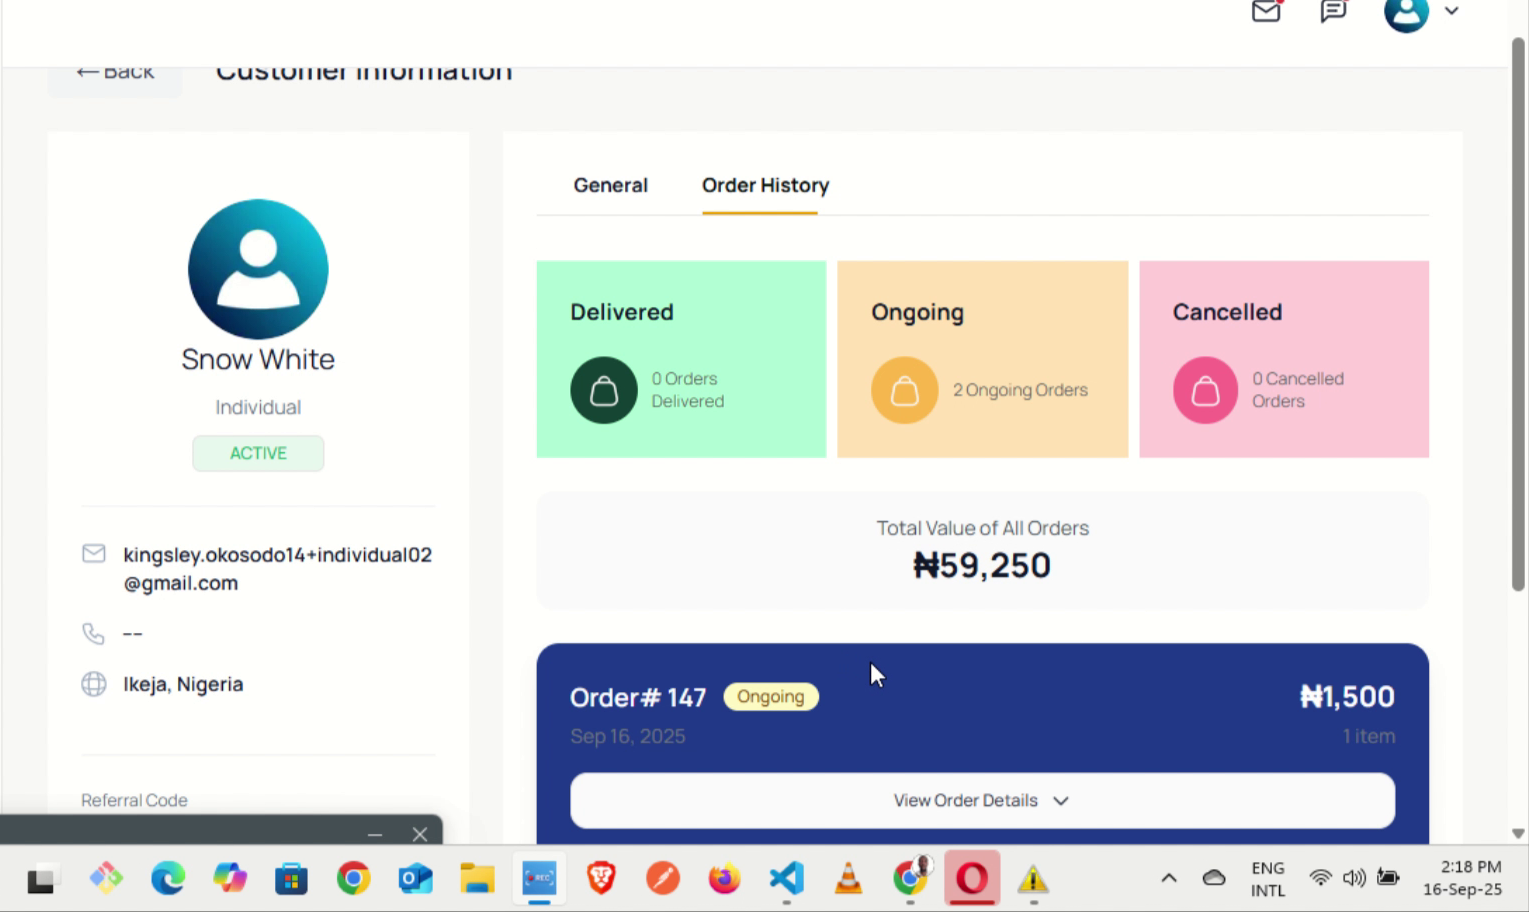 ← Back
Customer Information
General
Order History
Snow White
Individual
ACTIVE
kingsley.okosodo14+individual02
@gmail.com
--
Ikeja, Nigeria
Referral Code
Delivered
0 Orders
Delivered
Ongoing
2 Ongoing Orders
Cancelled
0 Cancelled
Orders
Total Value of All Orders
₦59,250
Order# 147
Ongoing
₦1,500
Sep 16, 2025
1 item
View Order Details
REC
ENG
INTL
2:18 PM
16-Sep-25